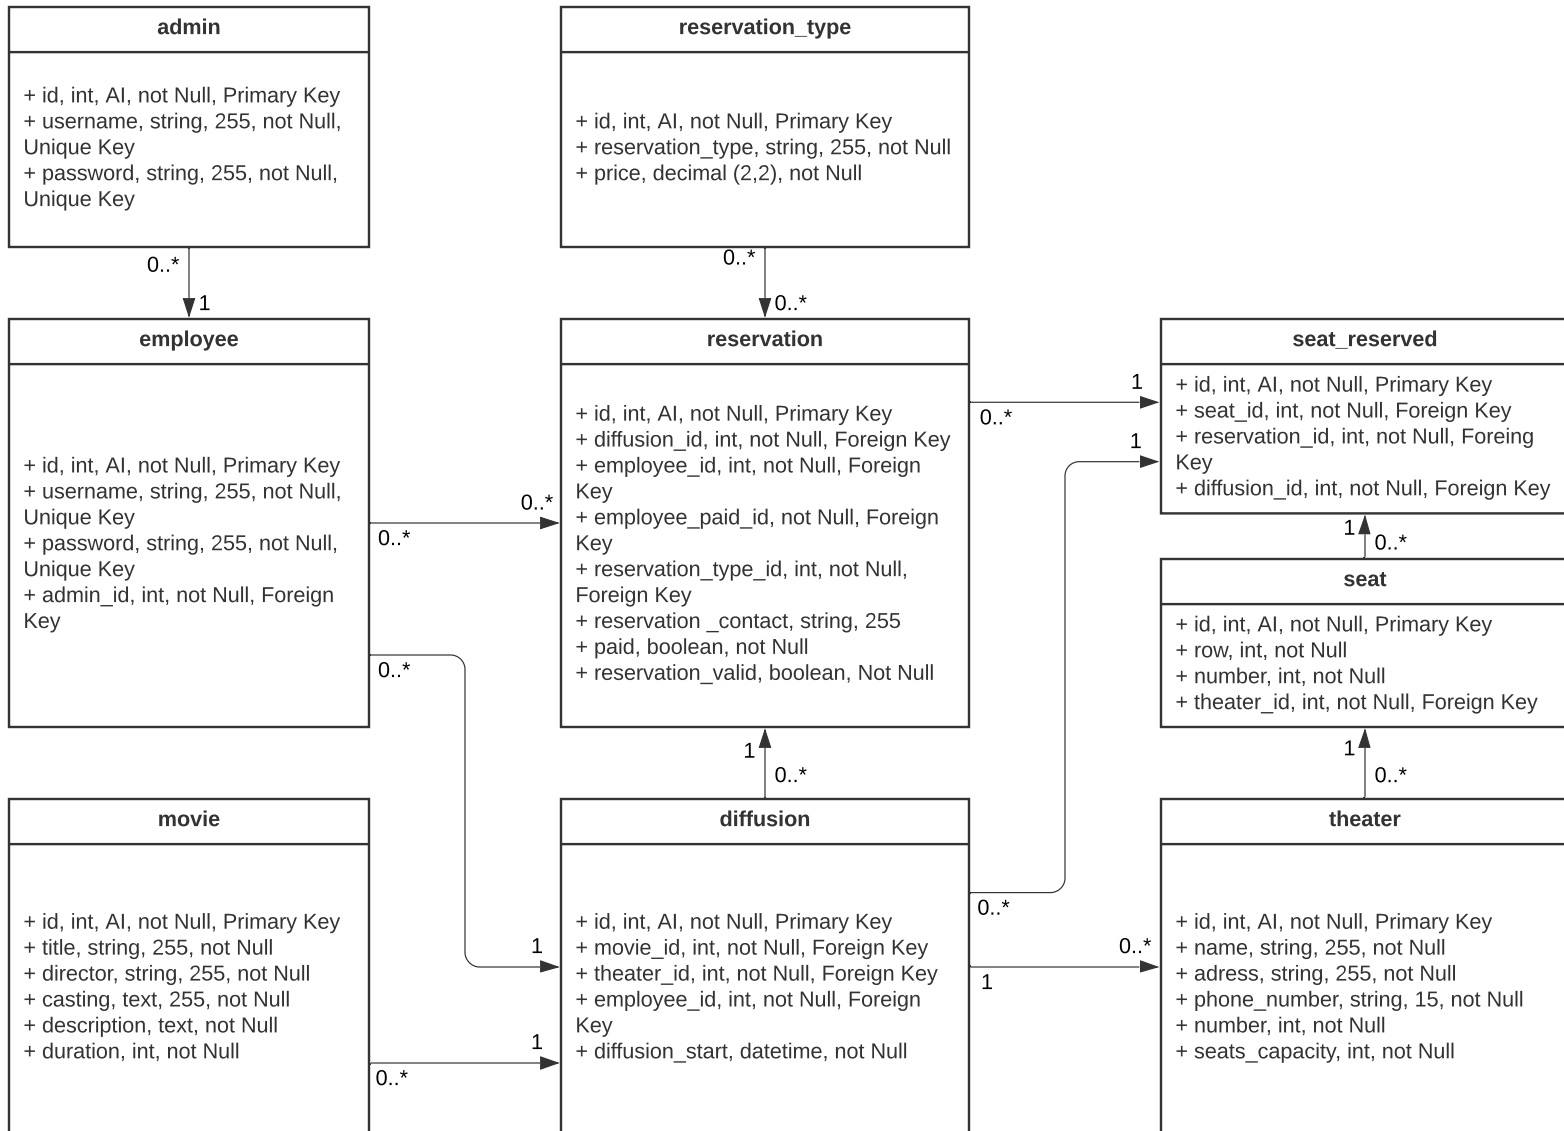 admin
+ id, int, AI, not Null, Primary Key
+ username, string, 255, not Null,
Unique Key
+ password, string, 255, not Null,
Unique Key
reservation_type
+ id, int, AI, not Null, Primary Key
+ reservation_type, string, 255, not Null
+ price, decimal (2,2), not Null
0..*
1
0..*
0..*
employee
+ id, int, AI, not Null, Primary Key
+ username, string, 255, not Null,
Unique Key
+ password, string, 255, not Null,
Unique Key
+ admin_id, int, not Null, Foreign
Key
0..*
0..*
0..*
1
reservation
+ id, int, AI, not Null, Primary Key
+ diffusion_id, int, not Null, Foreign Key
+ employee_id, int, not Null, Foreign
Key
+ employee_paid_id, not Null, Foreign
Key
+ reservation_type_id, int, not Null,
Foreign Key
+ reservation _contact, string, 255
+ paid, boolean, not Null
+ reservation_valid, boolean, Not Null
1
0..*
1
seat_reserved
+ id, int, AI, not Null, Primary Key
+ seat_id, int, not Null, Foreign Key
+ reservation_id, int, not Null, Foreing
Key
+ diffusion_id, int, not Null, Foreign Key
1
0..*
seat
+ id, int, AI, not Null, Primary Key
+ row, int, not Null
+ number, int, not Null
+ theater_id, int, not Null, Foreign Key
1
0..*
1
0..*
movie
+ id, int, AI, not Null, Primary Key
+ title, string, 255, not Null
+ director, string, 255, not Null
+ casting, text, 255, not Null
+ description, text, not Null
+ duration, int, not Null
1
0..*
diffusion
+ id, int, AI, not Null, Primary Key
+ movie_id, int, not Null, Foreign Key
+ theater_id, int, not Null, Foreign Key
+ employee_id, int, not Null, Foreign
Key
+ diffusion_start, datetime, not Null
0..*
0..*
1
theater
+ id, int, AI, not Null, Primary Key
+ name, string, 255, not Null
+ adress, string, 255, not Null
+ phone_number, string, 15, not Null
+ number, int, not Null
+ seats_capacity, int, not Null